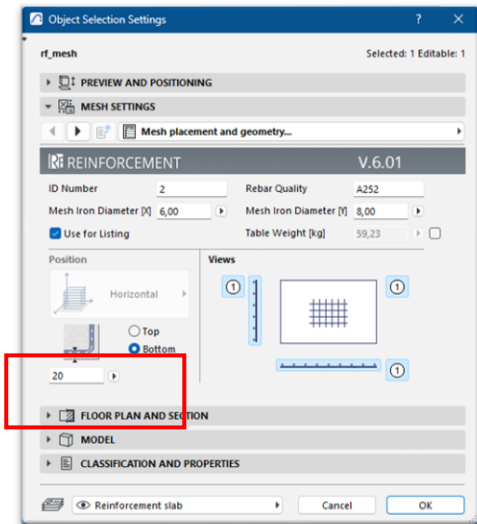 Object Selection Settings ?
rf_mesh Selected: 1 Editable: 1
PREVIEW AND POSITIONING
MESH SETTINGS
Mesh placement and geometry...
REINFORCEMENT V.6.01
ID Number 2 Rebar Quality A252
Mesh Iron Diameter [X] 6,00 Mesh Iron Diameter [Y] 8,00
Use for Listing Table Weight [kg] 59,23
Position Views
1 1
Horizontal
Top
Bottom
1
20
FLOOR PLAN AND SECTION
MODEL
CLASSIFICATION AND PROPERTIES
Reinforcement slab Cancel OK